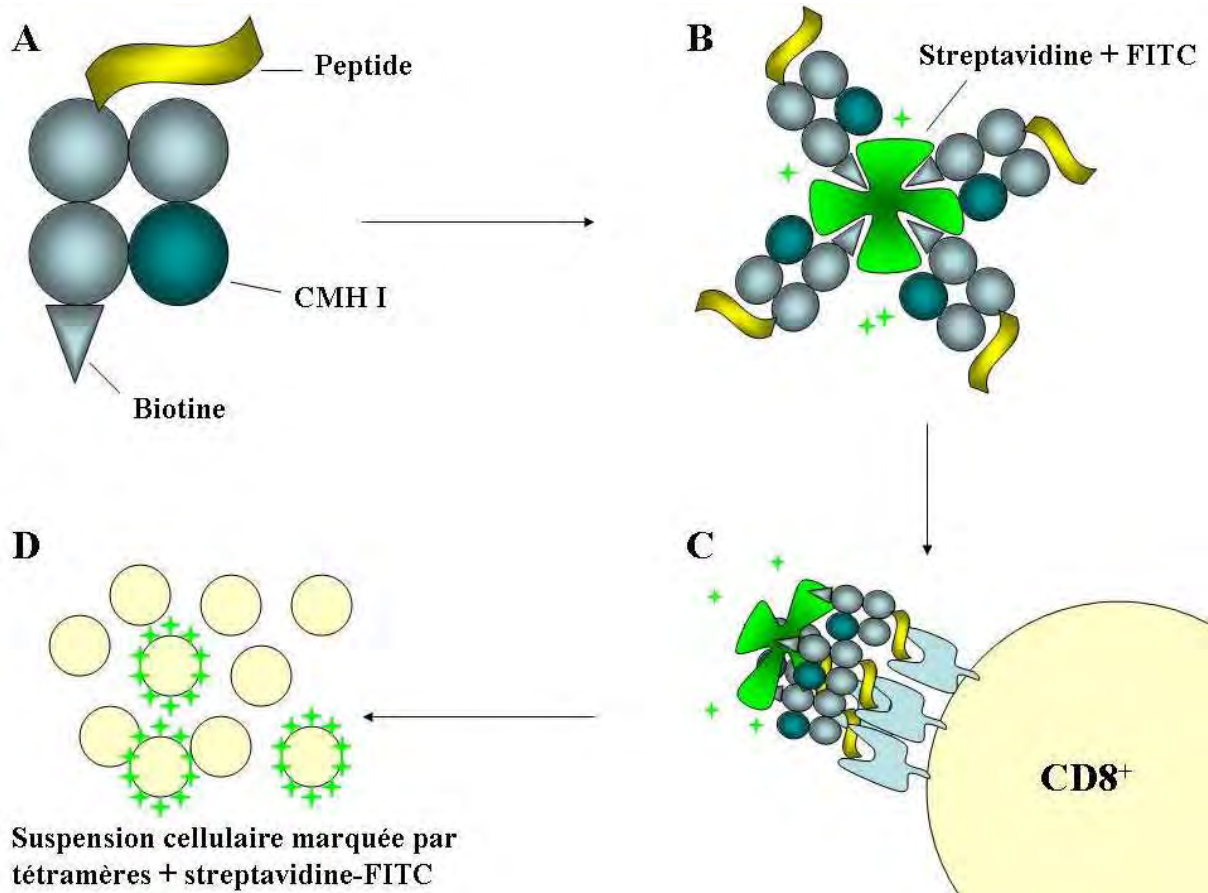 A
Peptide
CMH I
Biotine
B
Streptavidine + FITC
D
Suspension cellulaire marquée par
tétramères + streptavidine-FITC
C
CD8⁺